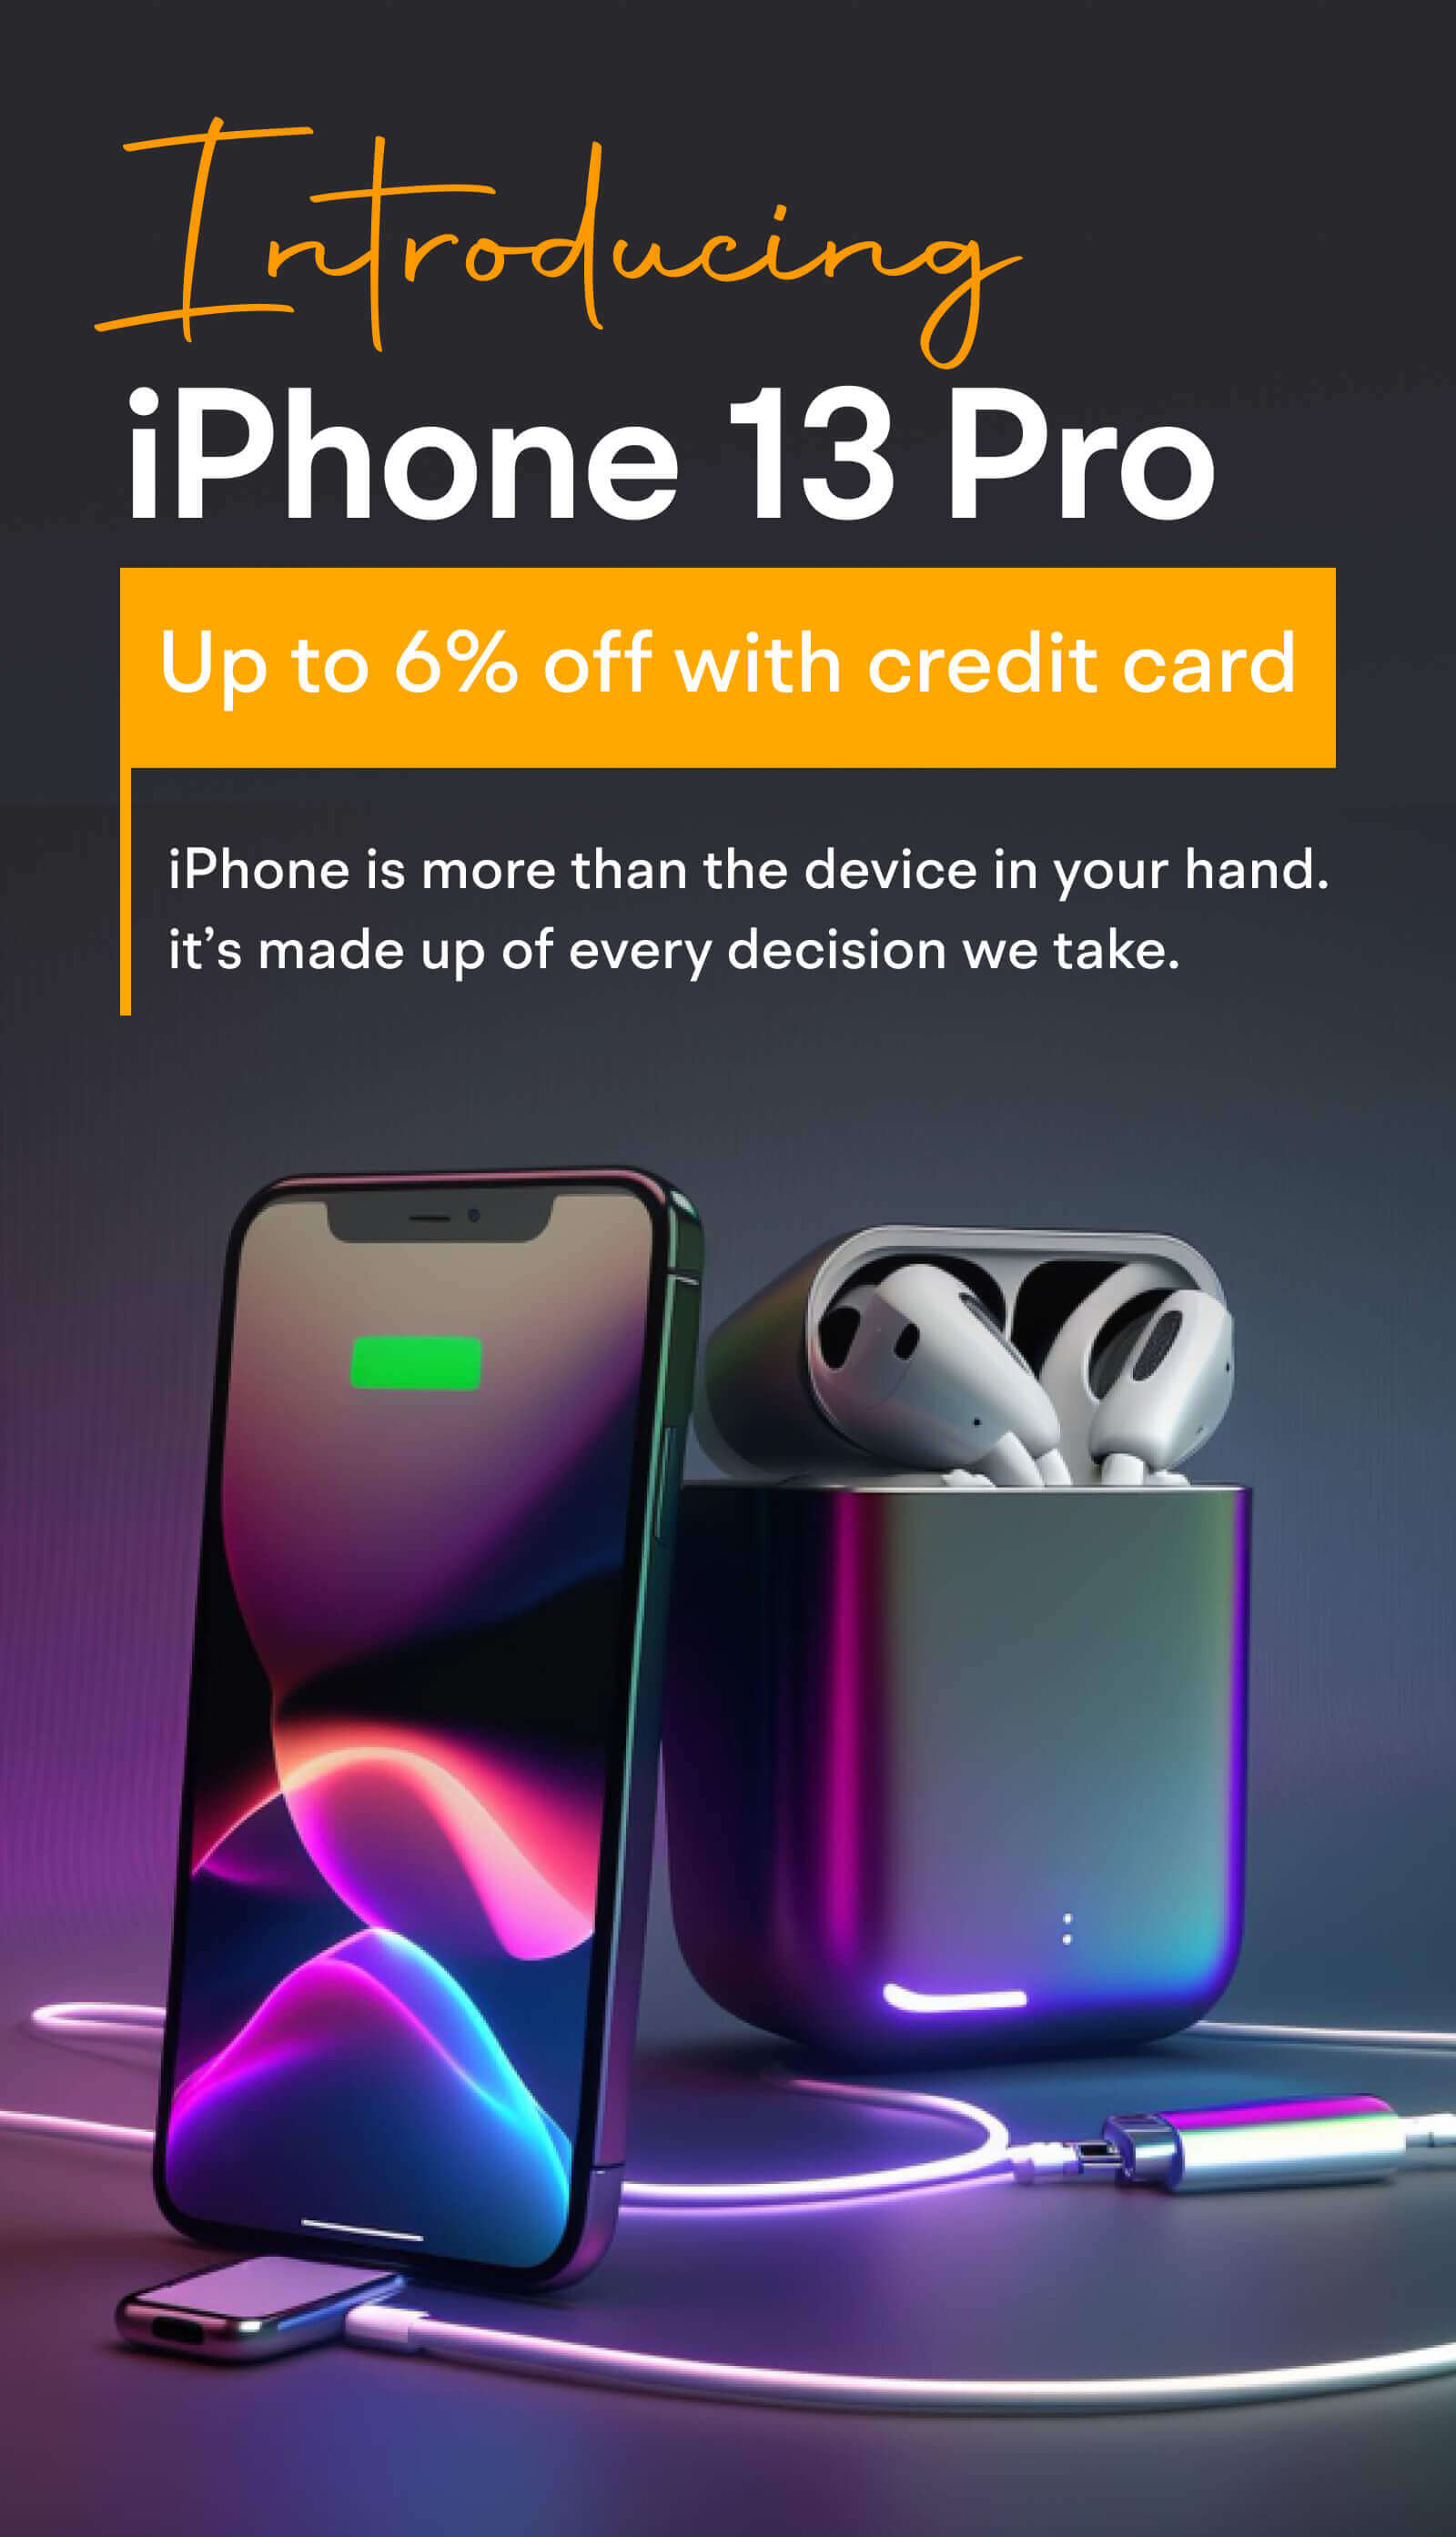 Introducing
iPhone 13 Pro
Up to 6% off with credit card
iPhone is more than the device in your hand.
it’s made up of every decision we take.